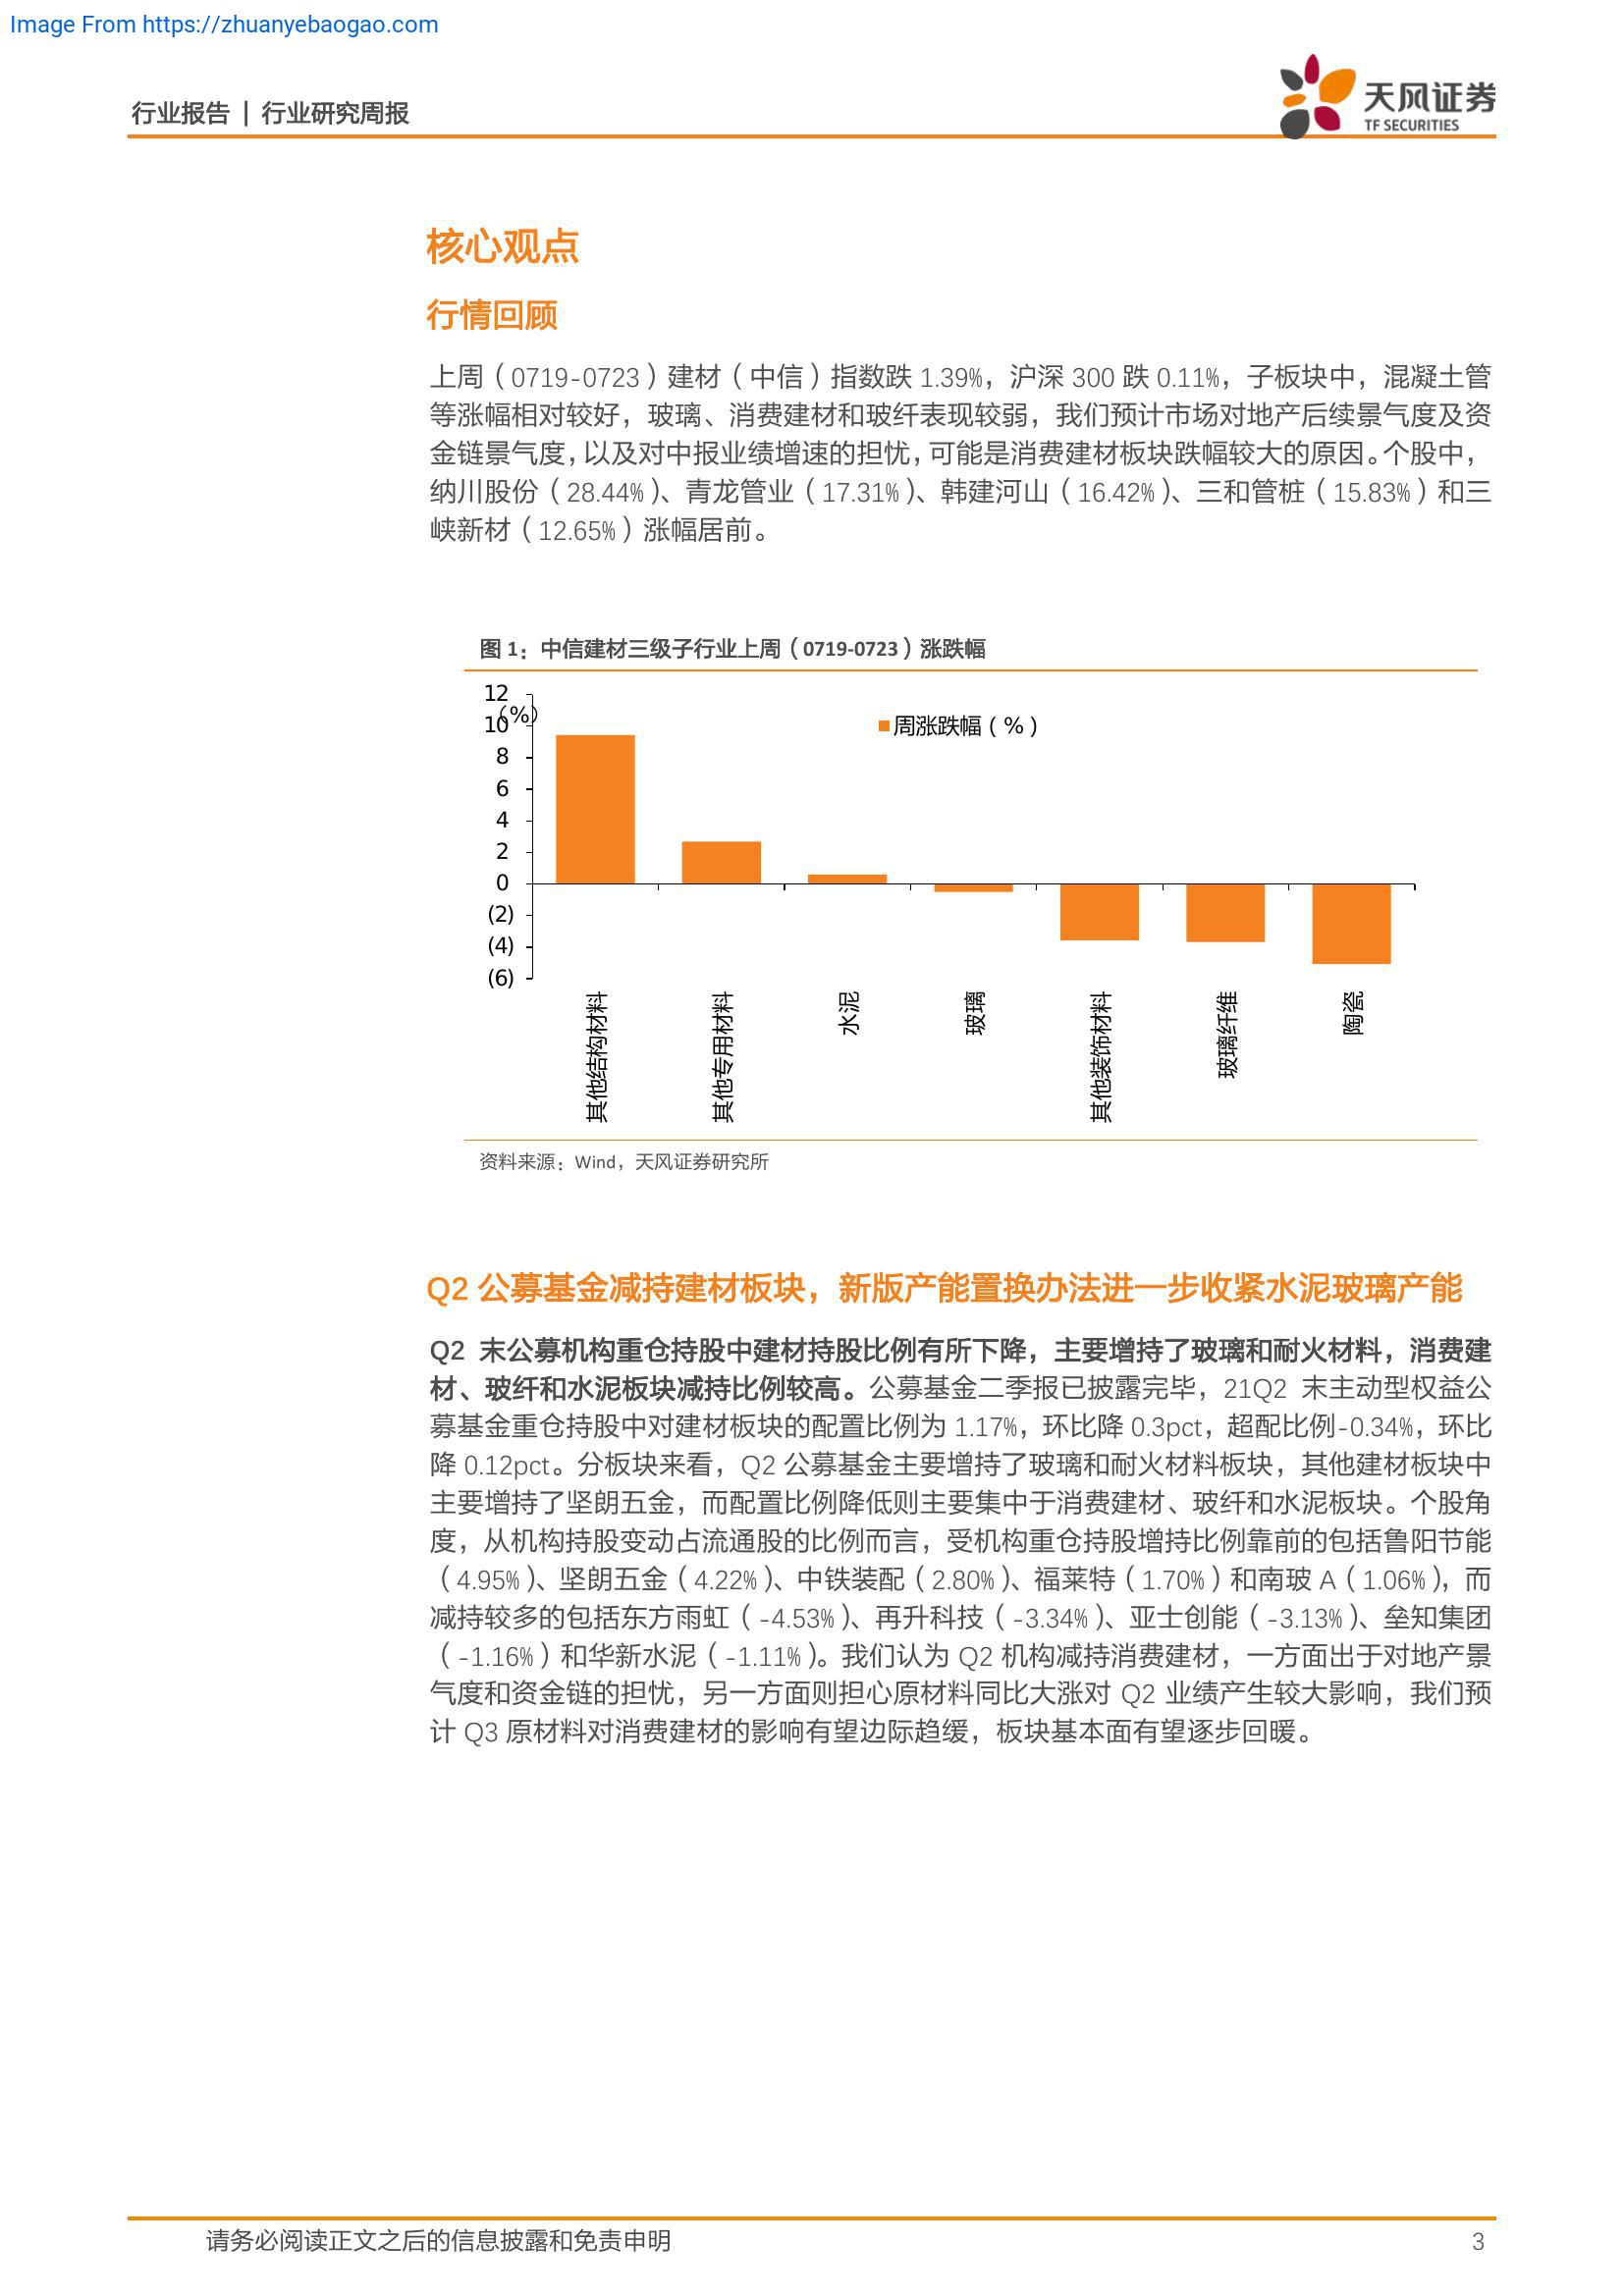 Image From https://zhuanyebaogao.com
行业报告 | 行业研究周报
天风证券
TF SECURITIES
核心观点
行情回顾
上周（0719-0723）建材（中信）指数跌 1.39%，沪深 300 跌 0.11%，子板块中，混凝土管
等涨幅相对较好，玻璃、消费建材和玻纤表现较弱，我们预计市场对地产后续景气度及资
金链景气度，以及对中报业绩增速的担忧，可能是消费建材板块跌幅较大的原因。个股中，
纳川股份（28.44%）、青龙管业（17.31%）、韩建河山（16.42%）、三和管桩（15.83%）和三
峡新材（12.65%）涨幅居前。
图 1：中信建材三级子行业上周（0719-0723）涨跌幅
12
（%）
10
8
6
4
2
0
(2)
(4)
(6)
周涨跌幅（%）
其他结构材料
其他专用材料
水泥
玻璃
其他装饰材料
玻璃纤维
陶瓷
资料来源：Wind，天风证券研究所
Q2 公募基金减持建材板块，新版产能置换办法进一步收紧水泥玻璃产能
Q2 末公募机构重仓持股中建材持股比例有所下降，主要增持了玻璃和耐火材料，消费建
材、玻纤和水泥板块减持比例较高。公募基金二季报已披露完毕，21Q2 末主动型权益公
募基金重仓持股中对建材板块的配置比例为 1.17%，环比降 0.3pct，超配比例-0.34%，环比
降 0.12pct。分板块来看，Q2 公募基金主要增持了玻璃和耐火材料板块，其他建材板块中
主要增持了坚朗五金，而配置比例降低则主要集中于消费建材、玻纤和水泥板块。个股角
度，从机构持股变动占流通股的比例而言，受机构重仓持股增持比例靠前的包括鲁阳节能
（4.95%）、坚朗五金（4.22%）、中铁装配（2.80%）、福莱特（1.70%）和南玻 A（1.06%），而
减持较多的包括东方雨虹（-4.53%）、再升科技（-3.34%）、亚士创能（-3.13%）、垒知集团
（-1.16%）和华新水泥（-1.11%）。我们认为 Q2 机构减持消费建材，一方面出于对地产景
气度和资金链的担忧，另一方面则担心原材料同比大涨对 Q2 业绩产生较大影响，我们预
计 Q3 原材料对消费建材的影响有望边际趋缓，板块基本面有望逐步回暖。
请务必阅读正文之后的信息披露和免责申明
3